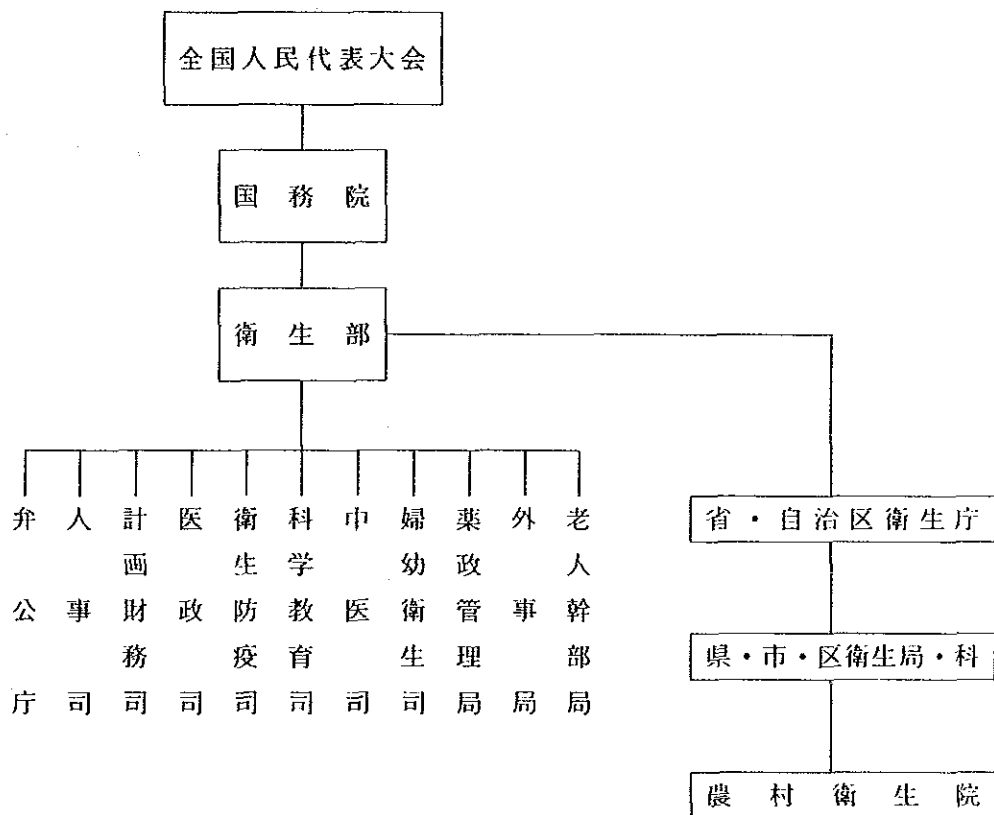 全国人民代表大会
国務院
衛生部
弁公庁
人事司
計画財務司
医政司
衛生防疫司
科学教育司
中医司
婦幼衛生司
薬政管理局
外事局
老人幹部局
省・自治区衛生庁
県・市・区衛生局・科
農村衛生院